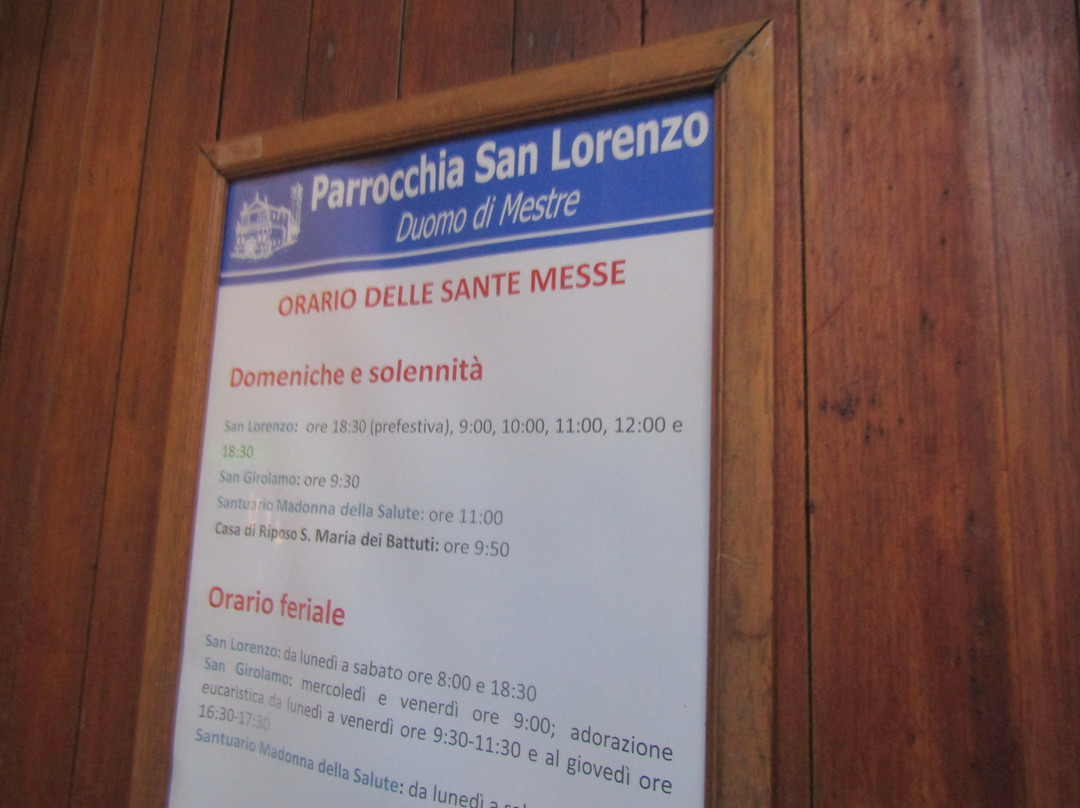 Parrocchia San Lorenzo
Duomo di Mestre
ORARIO DELLE SANTE MESSE
Domeniche e solennità
San Lorenzo: ore 18:30 (prefestiva), 9:00, 10:00, 11:00, 12:00 e
18:30
San Girolamo: ore 9:30
Santuario Madonna della Salute: ore 11:00
Casa di Riposo S. Maria dei Battuti: ore 9:50
Orario feriale
San Lorenzo: da lunedì a sabato ore 8:00 e 18:30
San Girolamo: mercoledì e venerdì ore 9:00; adorazione
eucaristica da lunedì a venerdì ore 9:30-11:30 e al giovedì ore
16:30-17:30
Santuario Madonna della Salute: da lunedì a